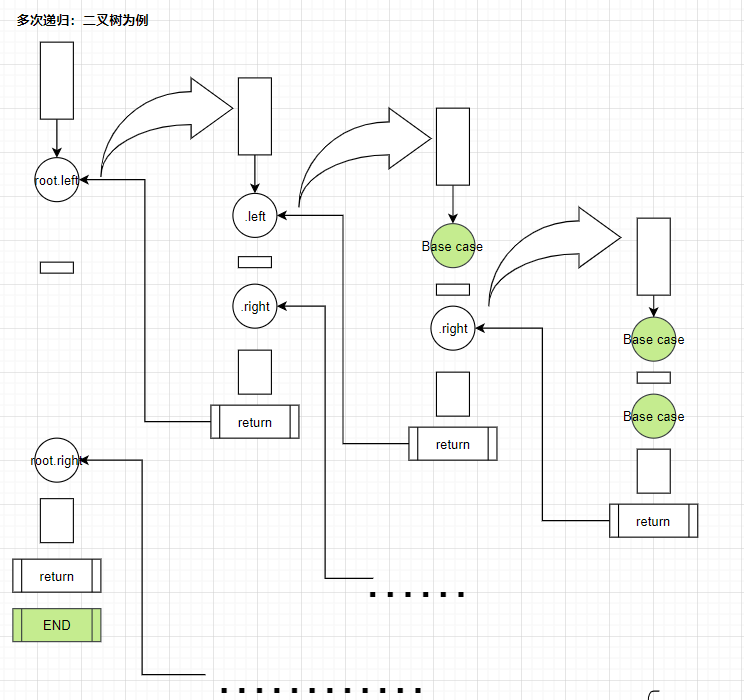 多次递归：二叉树为例
root.left
.left
.right
return
Base case
.right
return
Base case
Base case
return
root.right
return
END